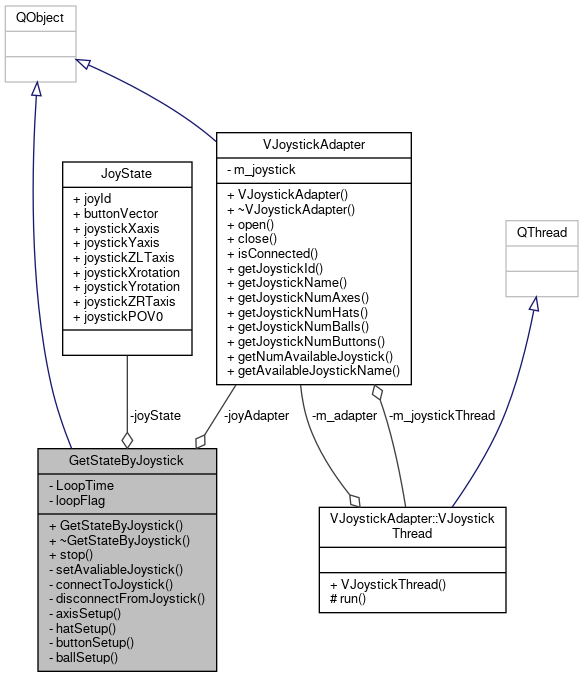 QObject
VJoystickAdapter
- m_joystick
+ VJoystickAdapter()
+ ~VJoystickAdapter()
+ open()
+ close()
+ isConnected()
+ getJoystickId()
+ getJoystickName()
+ getJoystickNumAxes()
+ getJoystickNumHats()
+ getJoystickNumBalls()
+ getJoystickNumButtons()
+ getNumAvailableJoystick()
+ getAvailableJoystickName()
JoyState
+ joyId
+ buttonVector
+ joystickXaxis
+ joystickYaxis
+ joystickZLTaxis
+ joystickXrotation
+ joystickYrotation
+ joystickZRTaxis
+ joystickPOV0
QThread
-joyState
-joyAdapter
-m_adapter
-m_joystickThread
GetStateByJoystick
- LoopTime
- loopFlag
+ GetStateByJoystick()
+ ~GetStateByJoystick()
+ stop()
- setAvaliableJoystick()
- connectToJoystick()
- disconnectFromJoystick()
- axisSetup()
- hatSetup()
- buttonSetup()
- ballSetup()
VJoystickAdapter::VJoystick
Thread
+ VJoystickThread()
# run()